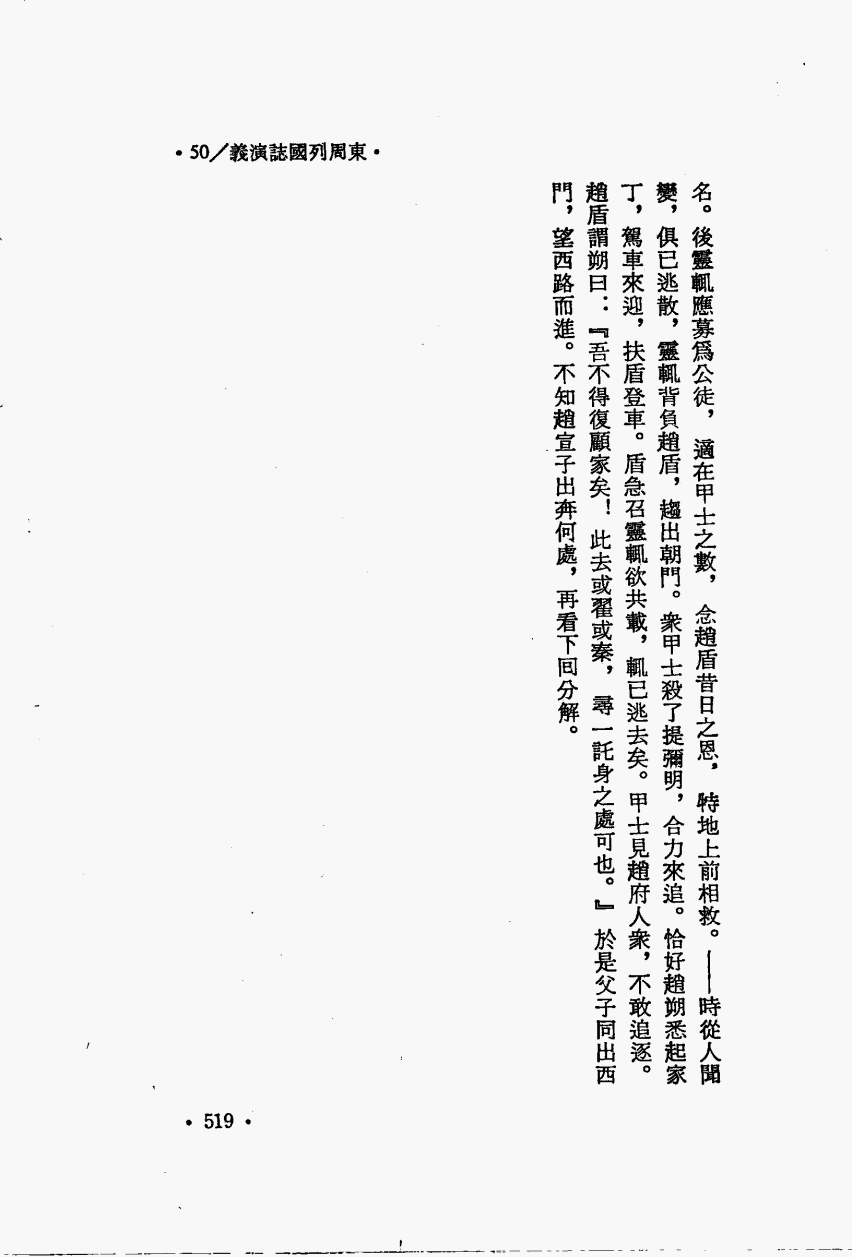 •50／義演誌國列周東•
名。後靈輒應募爲公徒，適在甲士之數，念趙盾昔日之恩，特地上前相救。——時從人聞
變，俱已逃散，靈輒背負趙盾，趨出朝門。衆甲士殺了提彌明，合力來追。恰好趙朔悉起家
丁，駕車來迎，扶盾登車。盾急召靈輒欲共載，輒已逃去矣。甲士見趙府人衆，不敢追逐。
趙盾謂朔曰：『吾不得復顧家矣！此去或翟或秦，尋一託身之處可也。』於是父子同出西
門，望西路而進。不知趙宣子出奔何處，再看下回分解。
•519•